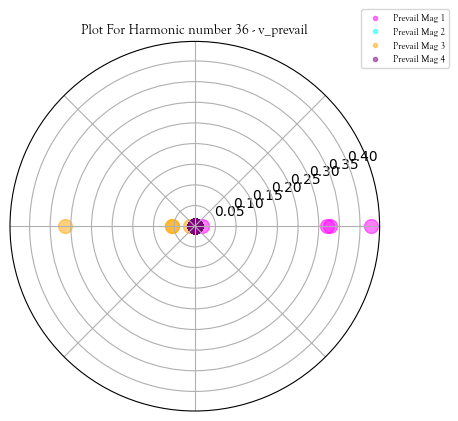 Plot For Harmonic number 36 - v_prevail
Prevail Mag 1
Prevail Mag 2
Prevail Mag 3
Prevail Mag 4
0.40
0.35
0.30
0.25
0.20
0.15
0.10
0.05